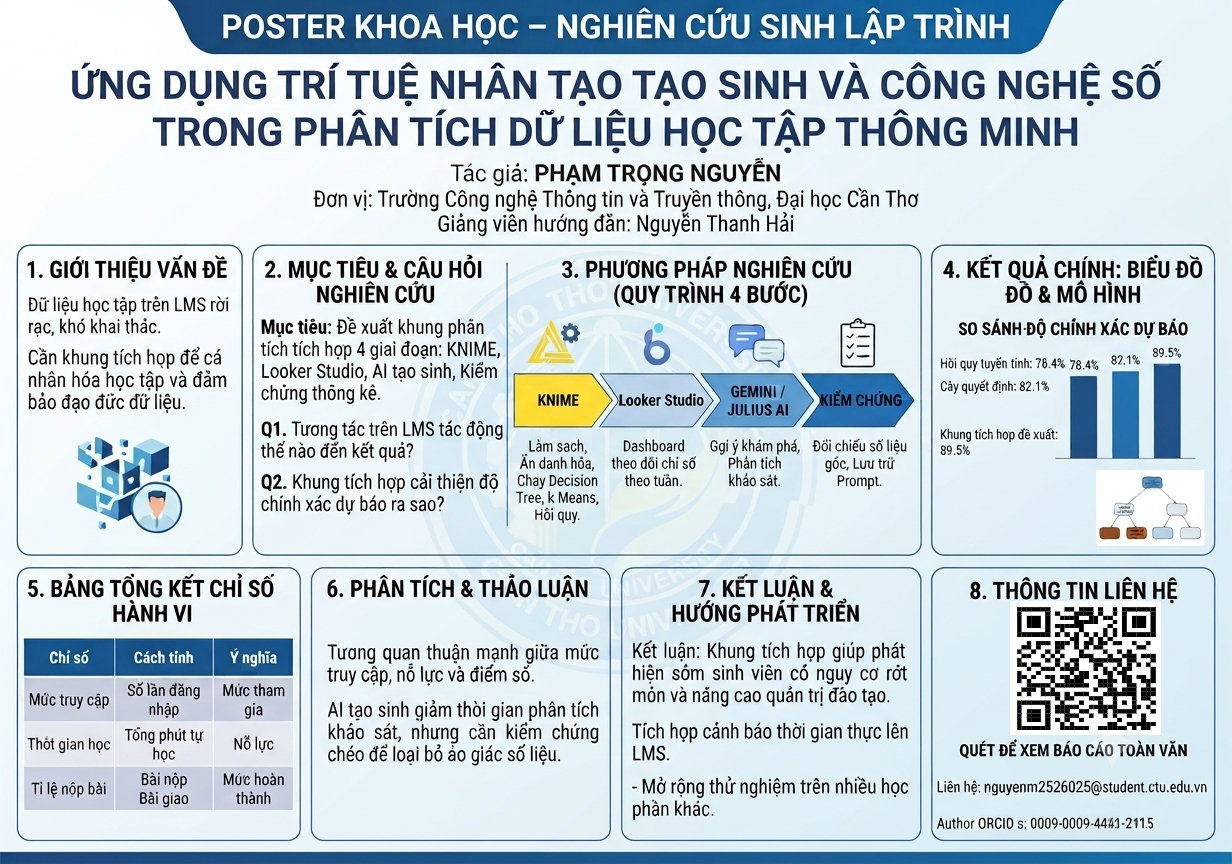 POSTER KHOA HỌC – NGHIÊN CỨU SINH LẬP TRÌNH
ỨNG DỤNG TRÍ TUỆ NHÂN TẠO TẠO SINH VÀ CÔNG NGHỆ SỐ
TRONG PHÂN TÍCH DỮ LIỆU HỌC TẬP THÔNG MINH
Tác giả: PHẠM TRỌNG NGUYỄN
Đơn vị: Trường Công nghệ Thông tin và Truyền thông, Đại học Cần Thơ
Giảng viên hướng đẫn: Nguyễn Thanh Hải
1. GIỚI THIỆU VẤN ĐỀ
Dữ liệu học tập trên LMS rời
rạc, khó khai thác.
Cần khung tích hợp để cá
nhân hóa học tập và đảm
bảo đạo đức dữ liệu.
2. MỤC TIÊU & CÂU HỎI
NGHIÊN CỨU
Mục tiêu: Đề xuất khung phân
tích tích hợp 4 giai đoạn: KNIME,
Looker Studio, AI tạo sinh, Kiểm
chứng thống kê.
Q1. Tương tác trên LMS tác động
thế nào đến kết quả?
Q2. Khung tích hợp cải thiện độ
chính xác dự báo ra sao?
3. PHƯƠNG PHÁP NGHIÊN CỨU
(QUY TRÌNH 4 BƯỚC)
KNIME
Looker Studio
GEMINI /
JULIUS AI
KIỂM CHỨNG
Làm sạch,
Ẩn danh hóa,
Chay Decision
Tree, k Means,
Hồi quy.
Dashboard
theo dõi chỉ số
theo tuần.
Gợi ý khám phá,
Phân tích
khảo sát.
Đối chiếu số liệu
gốc, Lưu trữ
Prompt.
4. KẾT QUẢ CHÍNH: BIỂU ĐỒ
ĐỒ & MÔ HÌNH
SO SÁNH ĐỘ CHÍNH XÁC DỰ BÁO
Hồi quy tuyến tính: 78.4%
Cây quyết định: 82.1%
Khung tích hợp đề xuất:
89.5%
78.4%
82.1%
89.5%
5. BẢNG TỔNG KẾT CHỈ SỐ
HÀNH VI
Chỉ số Cách tính Ý nghĩa
Mức truy cập Số lần đăng nhập Mức tham gia
Thời gian học Tổng phút tự học Nỗ lực
Tỉ lệ nộp bài Bài nộp Bài giao Mức hoàn thành
6. PHÂN TÍCH & THẢO LUẬN
Tương quan thuận mạnh giữa mức
truy cập, nỗ lực và điểm số.
AI tạo sinh giảm thời gian phân tích
khảo sát, nhưng cần kiểm chứng
chéo để loại bỏ ảo giác số liệu.
7. KẾT LUẬN &
HƯỚNG PHÁT TRIỂN
Kết luận: Khung tích hợp giúp phát
hiện sớm sinh viên có nguy cơ rớt
món và nâng cao quản trị đào tạo.
Tích hợp cảnh báo thời gian thực lên
LMS.
- Mở rộng thử nghiệm trên nhiều học
phần khác.
8. THÔNG TIN LIÊN HỆ
QUÉT ĐỂ XEM BÁO CÁO TOÀN VĂN
Liên hệ: nguyenm2526025@student.ctu.edu.vn
Author ORCID s: 0009-0009-4441-2115